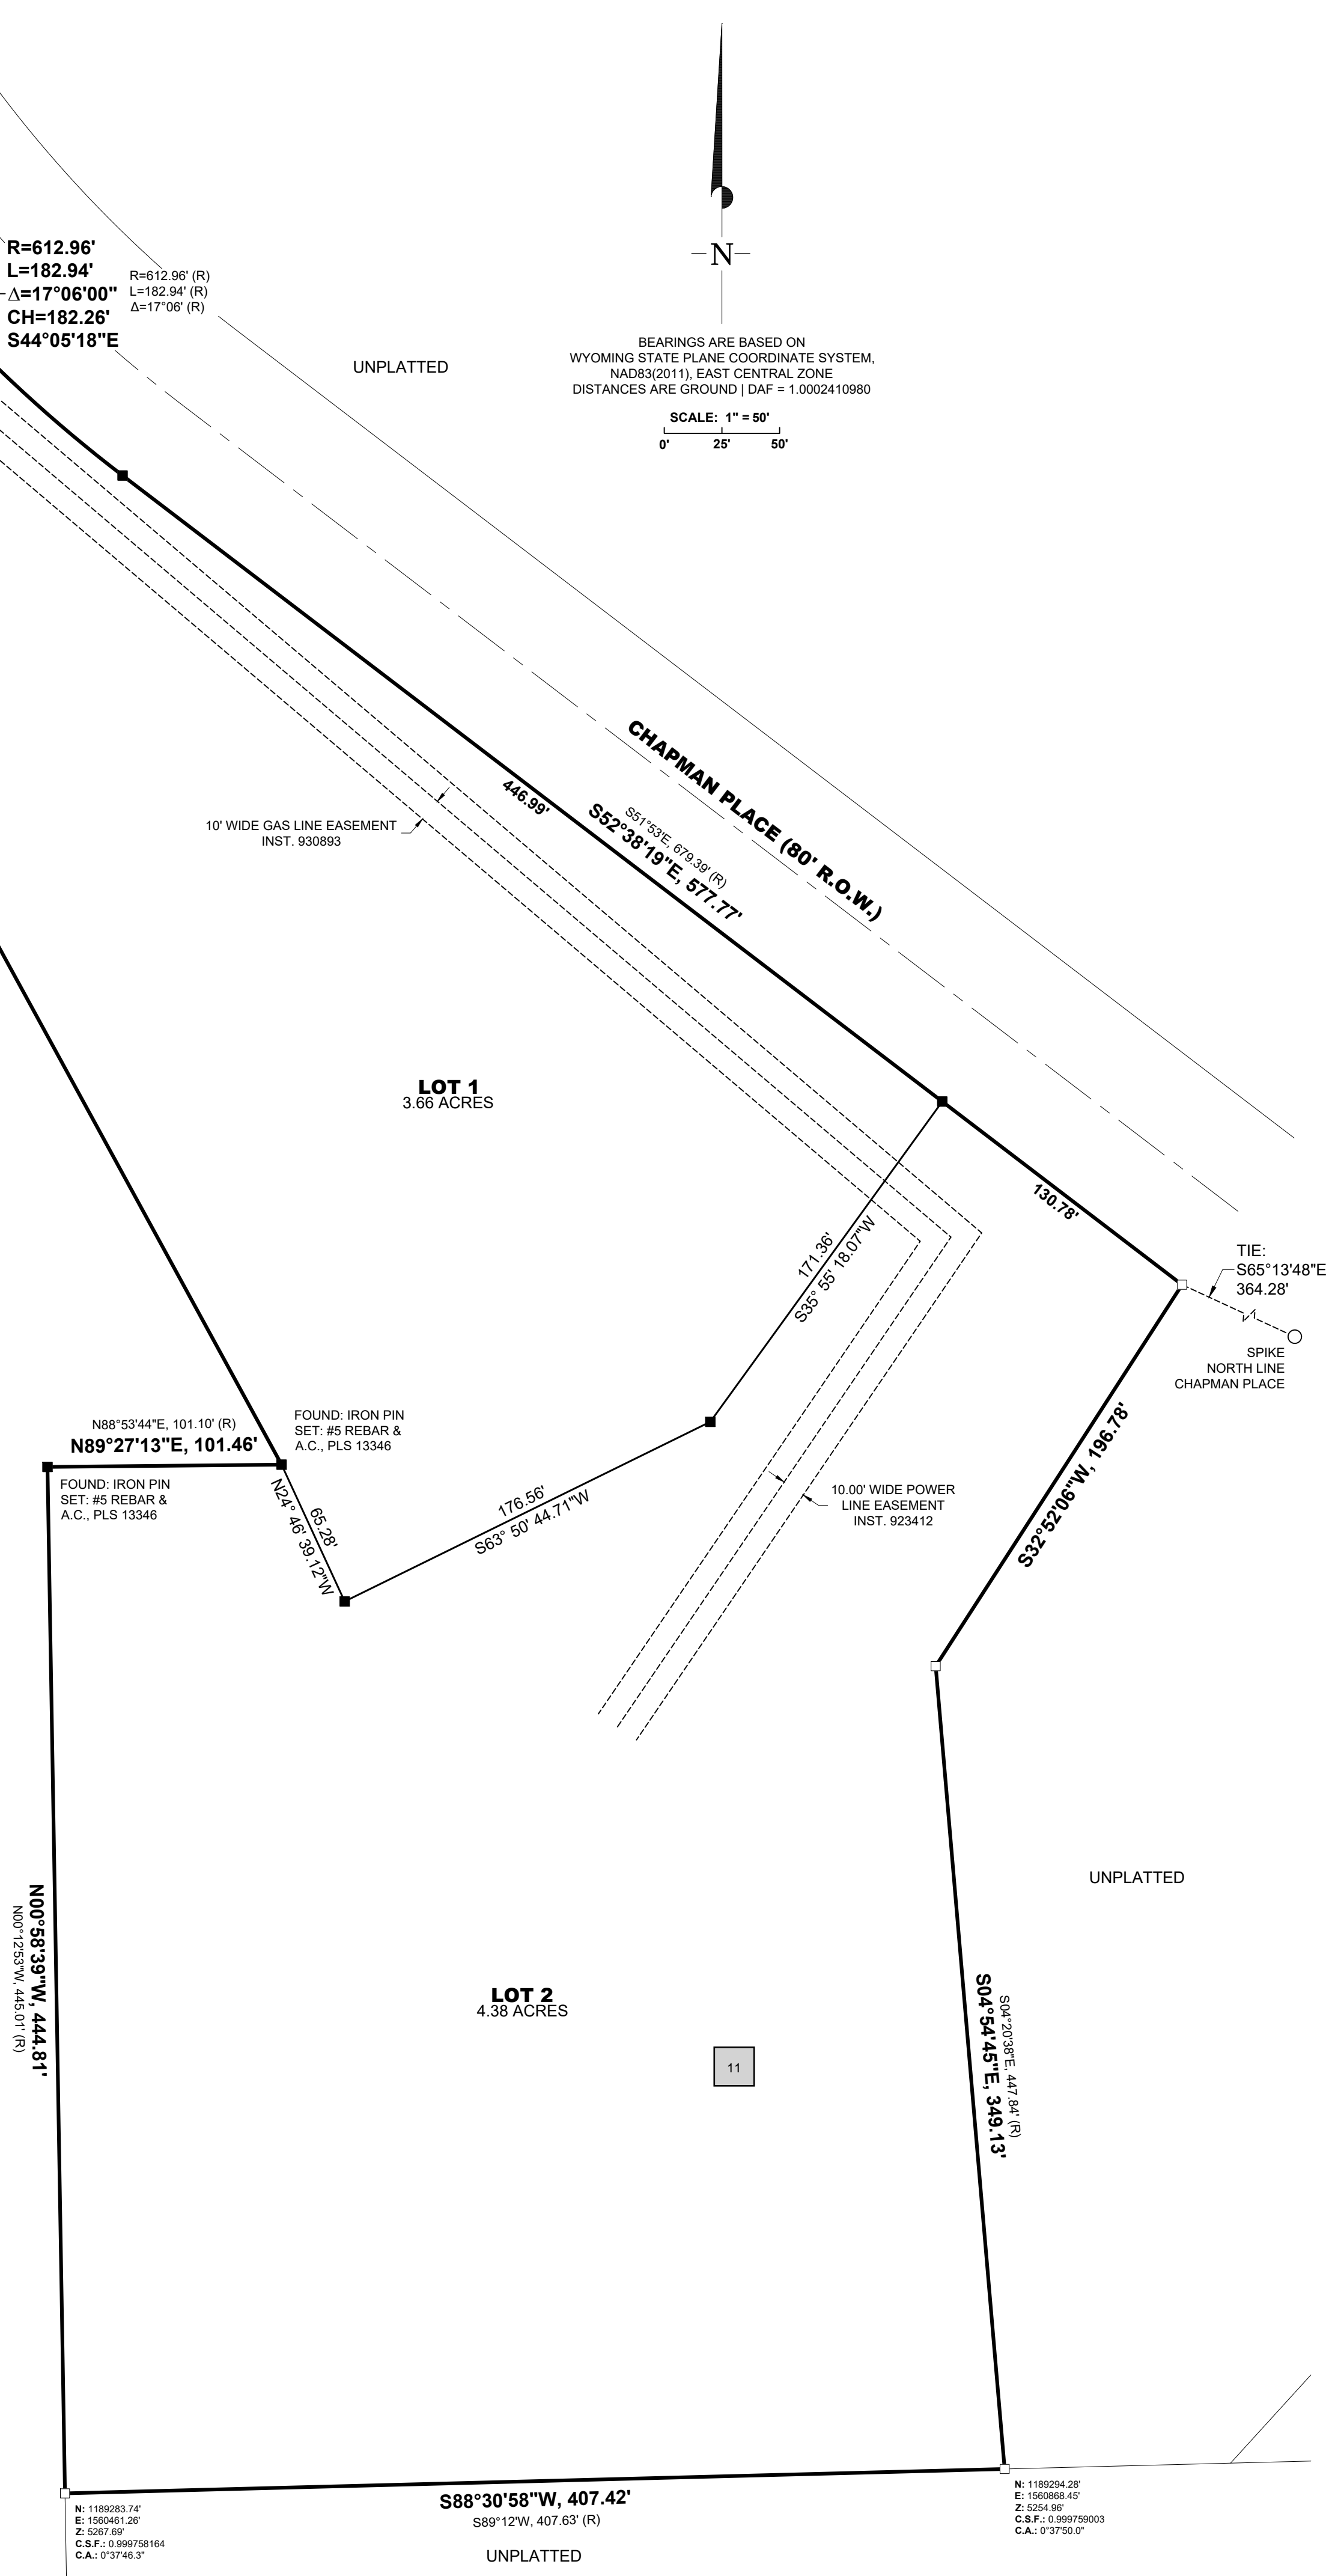 N
BEARINGS ARE BASED ON
WYOMING STATE PLANE COORDINATE SYSTEM,
NAD83(2011), EAST CENTRAL ZONE
DISTANCES ARE GROUND | DAF = 1.0002410980
SCALE: 1" = 50'
0' 25' 50'
R=612.96'
L=182.94'
Δ=17°06'00"
CH=182.26'
S44°05'18"E
R=612.96' (R)
L=182.94' (R)
Δ=17°06' (R)
UNPLATTED
CHAPMAN PLACE (80' R.O.W.)
446.99'
S51°53'E, 679.39' (R)
S52°38'19"E, 577.77'
10' WIDE GAS LINE EASEMENT
INST. 930893
LOT 1
3.66 ACRES
130.78'
171.36'
S35° 55' 18.07"W
TIE:
S65°13'48"E
364.28'
SPIKE
NORTH LINE
CHAPMAN PLACE
N88°53'44"E, 101.10' (R)
N89°27'13"E, 101.46'
FOUND: IRON PIN
SET: #5 REBAR &
A.C., PLS 13346
FOUND: IRON PIN
SET: #5 REBAR &
A.C., PLS 13346
65.28'
N24° 46' 39.12"W
176.56'
S63° 50' 44.71"W
10.00' WIDE POWER
LINE EASEMENT
INST. 923412
S32°52'06"W, 196.78'
UNPLATTED
N00°58'39"W, 444.81'
N00°12'53"W, 445.01' (R)
LOT 2
4.38 ACRES
11
S04°20'38"E, 447.84' (R)
S04°54'45"E, 349.13'
S88°30'58"W, 407.42'
S89°12'W, 407.63' (R)
UNPLATTED
N: 1189283.74'
E: 1560461.26'
Z: 5267.69'
C.S.F.: 0.999758164
C.A.: 0°37'46.3"
N: 1189294.28'
E: 1560868.45'
Z: 5254.96'
C.S.F.: 0.999759003
C.A.: 0°37'50.0"